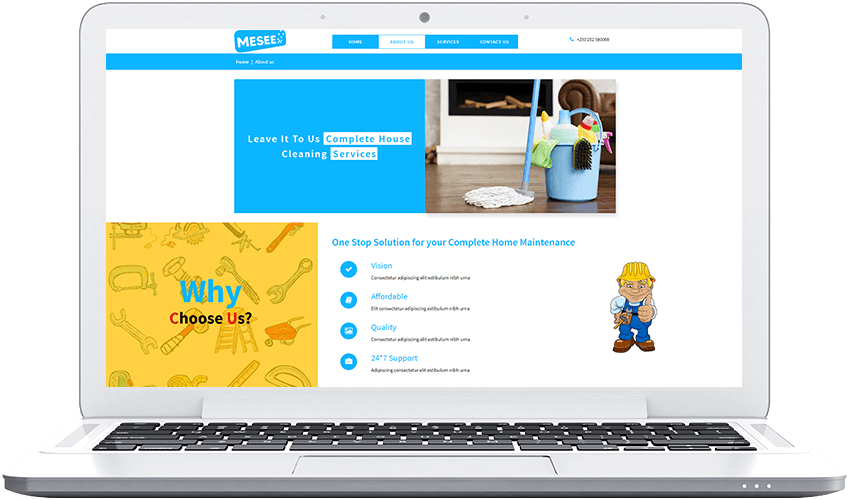 MESEE
HOME
ABOUT US
SERVICES
CONTACT US
+250 252 580066
Home | About us
Leave It To Us Complete House
Cleaning Services
Why
Choose Us?
One Stop Solution for your Complete Home Maintenance
Vision
Consectetur adipiscing elit estibulum nibh urna
Affordable
Elit consectetur adipiscing estibulum nibh urna
Quality
Consectetur adipiscing elit estibulum nibh urna
24*7 Support
Adipiscing consectetur elit estibulum nibh urna